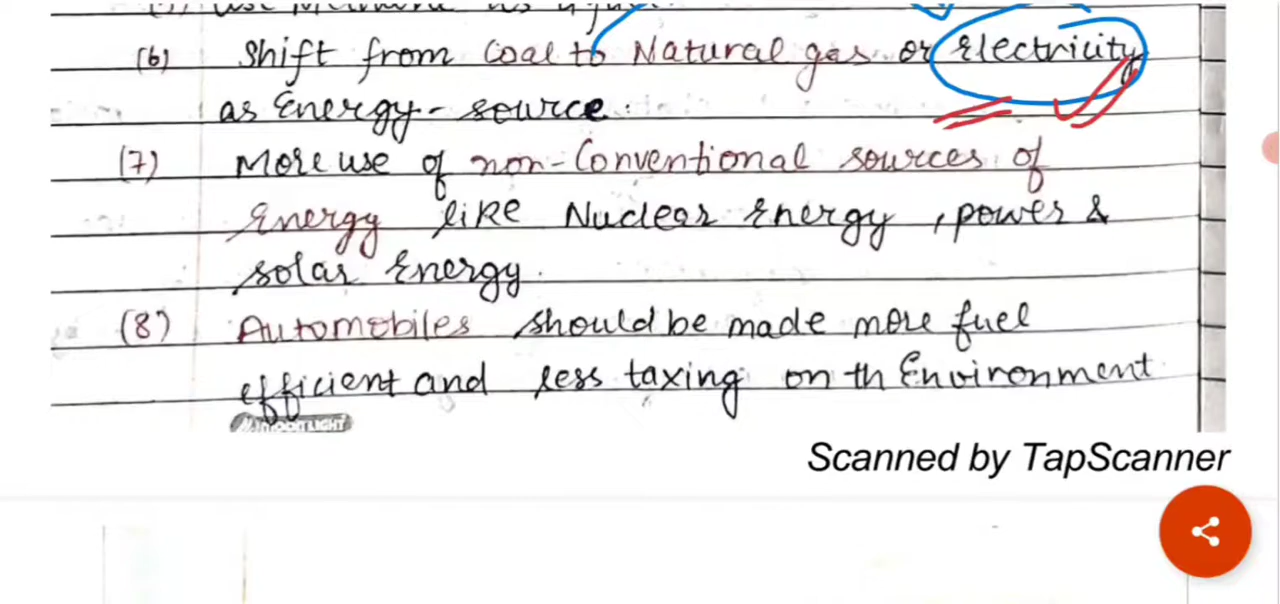 (6) Shift from Coal to Natural gas or Electricity
as Energy-source.
(7) More use of non-Conventional sources of
Energy like Nuclear Energy, power &
solar Energy.
(8) Automobiles should be made more fuel
efficient and less taxing on th Environment
Scanned by TapScanner